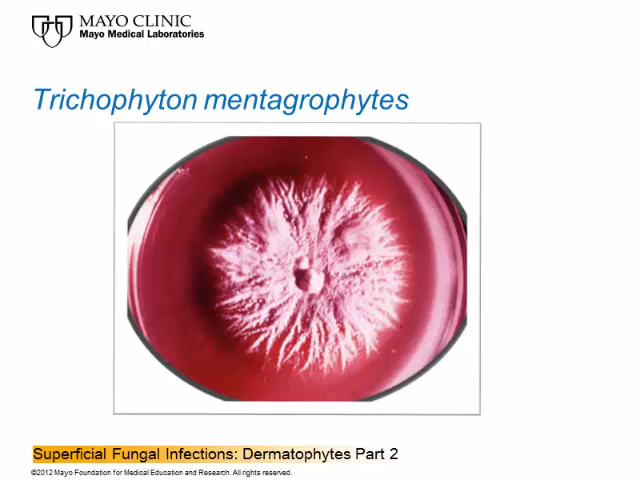 MAYO CLINIC
Mayo Medical Laboratories
Trichophyton mentagrophytes
Superficial Fungal Infections: Dermatophytes Part 2
©2012 Mayo Foundation for Medical Education and Research. All rights reserved.